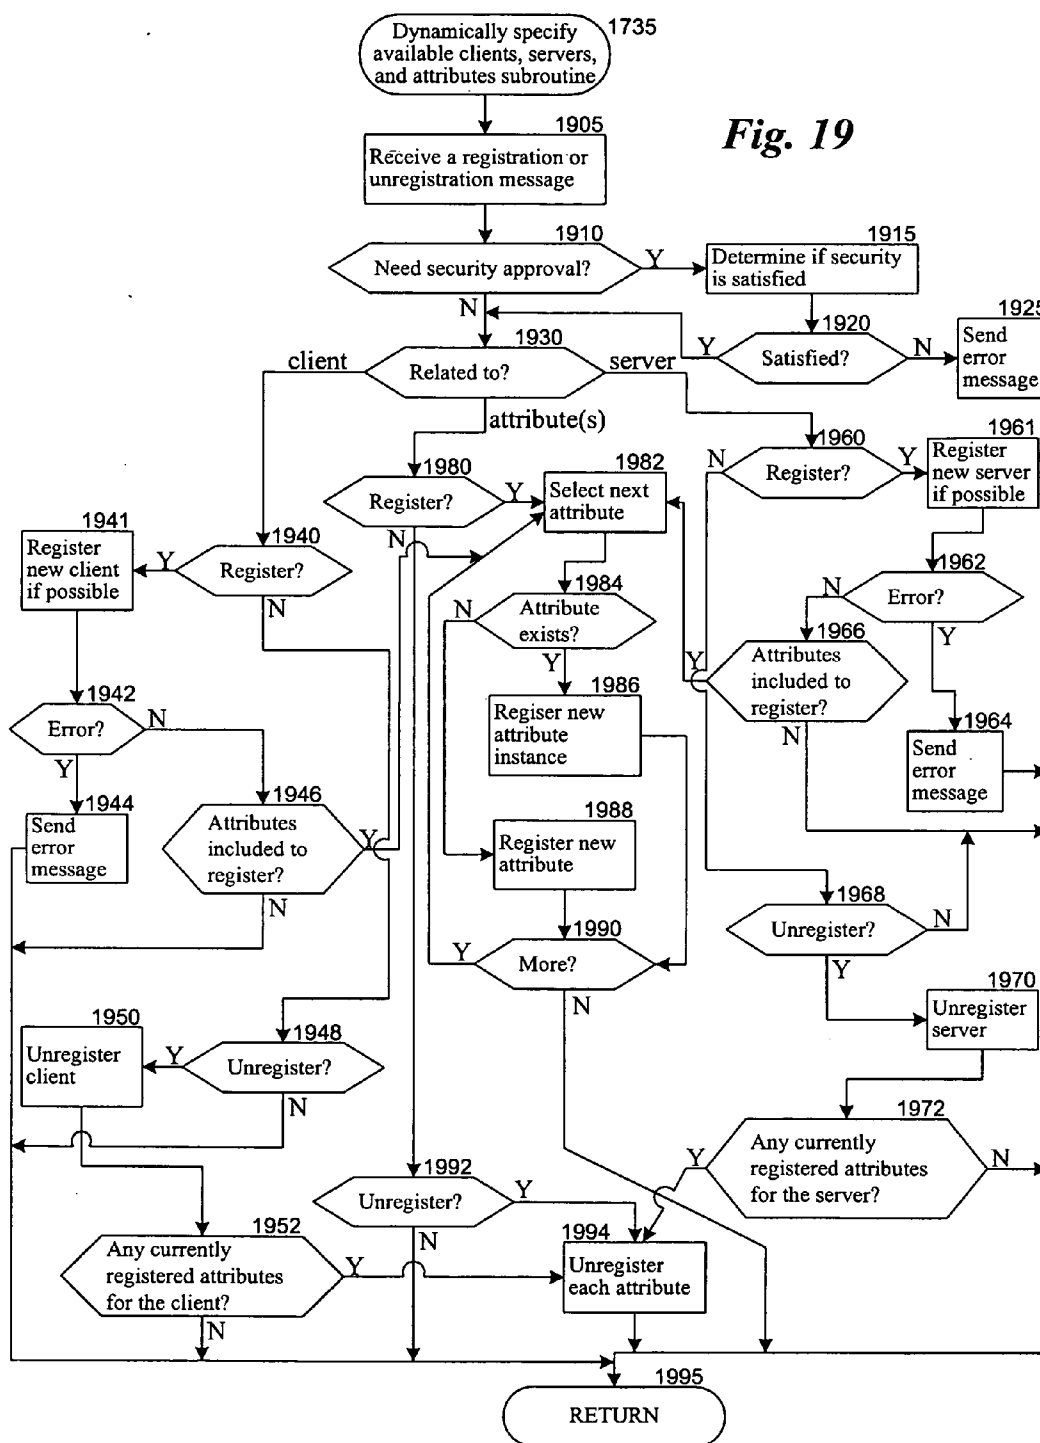 Dynamically specify
available clients, servers,
and attributes subroutine
1735
Fig. 19
1905
Receive a registration or
unregistration message
1910
Need security approval?
Y
N
1915
Determine if security
is satisfied
1920
Satisfied?
Y
N
1925
Send
error
message
1930
Related to?
client
server
attribute(s)
1980
Register?
Y
N
1982
Select next
attribute
1960
Register?
N
Y
1961
Register
new server
if possible
1941
Register
new client
if possible
1940
Register?
Y
N
1984
Attribute
exists?
N
Y
1962
Error?
N
Y
1966
Attributes
included to
register?
Y
N
1986
Regiser new
attribute
instance
1942
Error?
N
Y
1964
Send
error
message
1944
Send
error
message
1946
Attributes
included to
register?
Y
N
1988
Register new
attribute
1968
Unregister?
N
Y
1990
More?
Y
N
1970
Unregister
server
1950
Unregister
client
1948
Unregister?
Y
N
1972
Any currently
registered attributes
for the server?
Y
N
1992
Unregister?
Y
N
1952
Any currently
registered attributes
for the client?
Y
N
1994
Unregister
each attribute
1995
RETURN